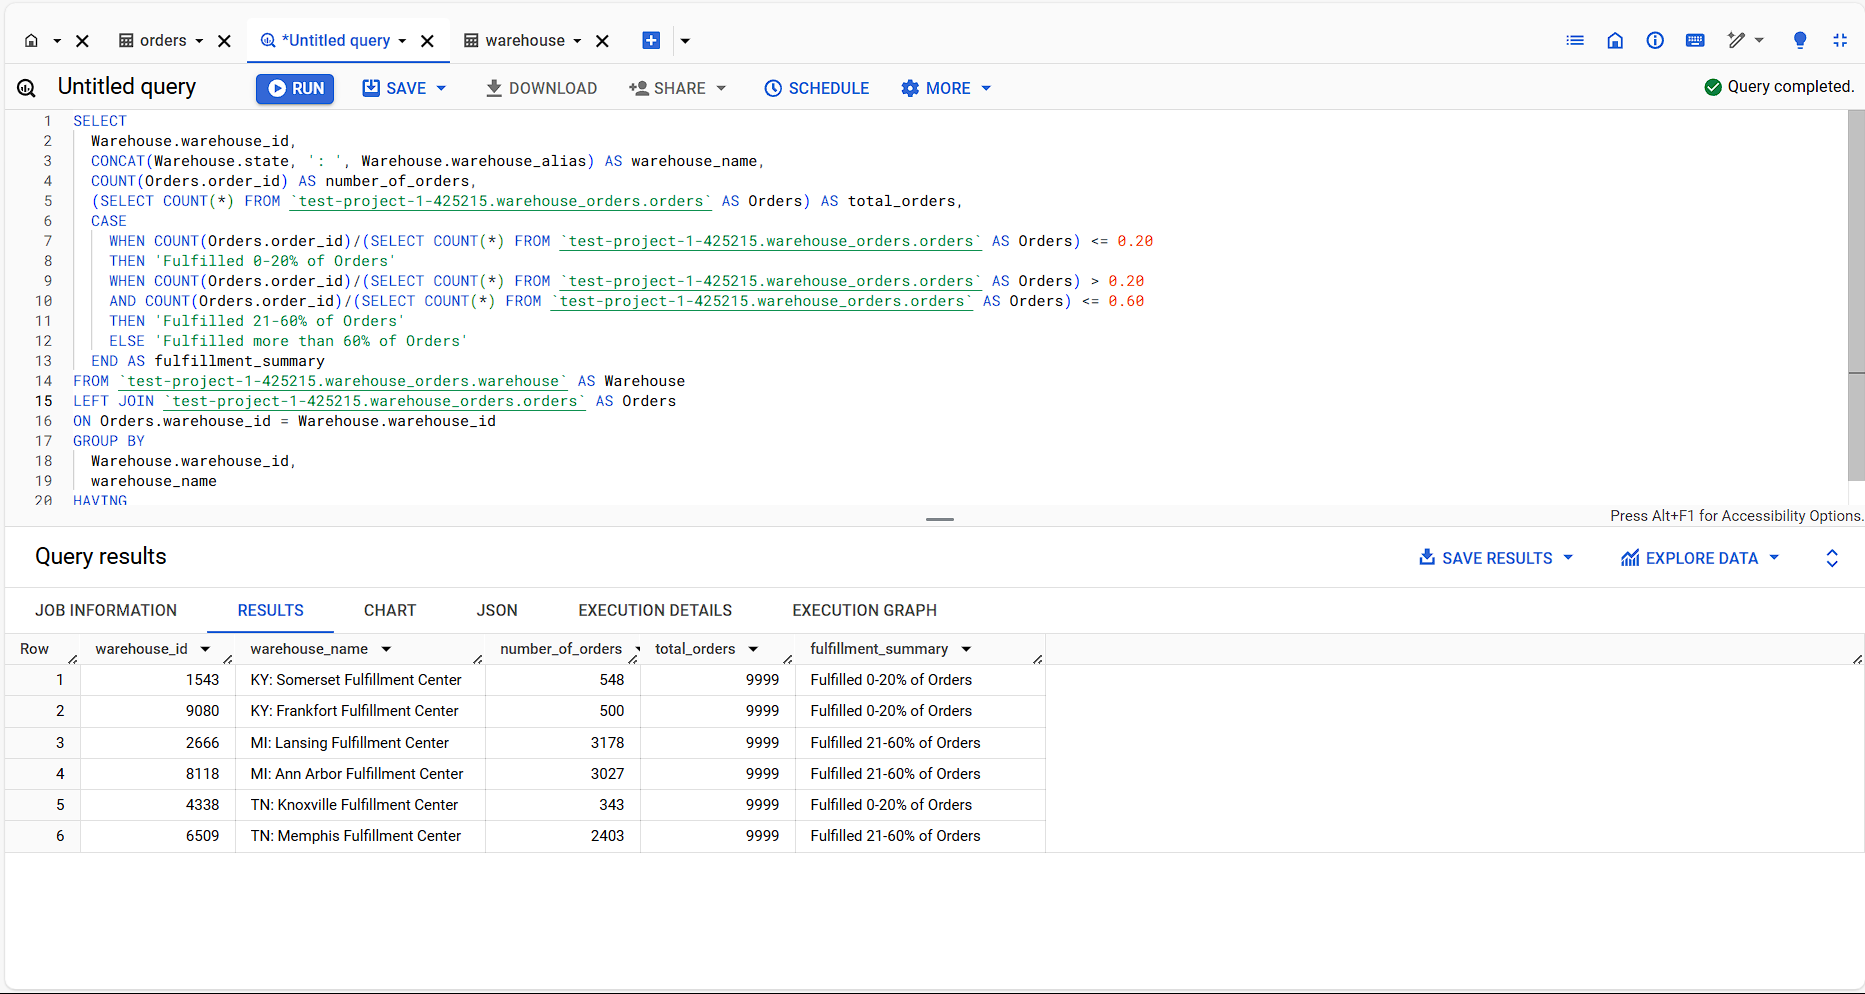 orders
*Untitled query
warehouse
Untitled query
RUN
SAVE
DOWNLOAD
SHARE
SCHEDULE
MORE
Query completed.
1 SELECT
2 Warehouse.warehouse_id,
3 CONCAT(Warehouse.state, ': ', Warehouse.warehouse_alias) AS warehouse_name,
4 COUNT(Orders.order_id) AS number_of_orders,
5 (SELECT COUNT(*) FROM `test-project-1-425215.warehouse_orders.orders` AS Orders) AS total_orders,
6 CASE
7 WHEN COUNT(Orders.order_id)/(SELECT COUNT(*) FROM `test-project-1-425215.warehouse_orders.orders` AS Orders) <= 0.20
8 THEN 'Fulfilled 0-20% of Orders'
9 WHEN COUNT(Orders.order_id)/(SELECT COUNT(*) FROM `test-project-1-425215.warehouse_orders.orders` AS Orders) > 0.20
10 AND COUNT(Orders.order_id)/(SELECT COUNT(*) FROM `test-project-1-425215.warehouse_orders.orders` AS Orders) <= 0.60
11 THEN 'Fulfilled 21-60% of Orders'
12 ELSE 'Fulfilled more than 60% of Orders'
13 END AS fulfillment_summary
14 FROM `test-project-1-425215.warehouse_orders.warehouse` AS Warehouse
15 LEFT JOIN `test-project-1-425215.warehouse_orders.orders` AS Orders
16 ON Orders.warehouse_id = Warehouse.warehouse_id
17 GROUP BY
18 Warehouse.warehouse_id,
19 warehouse_name
20 HAVING
Press Alt+F1 for Accessibility Options.
Query results
SAVE RESULTS
EXPLORE DATA
JOB INFORMATION
RESULTS
CHART
JSON
EXECUTION DETAILS
EXECUTION GRAPH
Row warehouse_id warehouse_name number_of_orders total_orders fulfillment_summary
1 1543 KY: Somerset Fulfillment Center 548 9999 Fulfilled 0-20% of Orders
2 9080 KY: Frankfort Fulfillment Center 500 9999 Fulfilled 0-20% of Orders
3 2666 MI: Lansing Fulfillment Center 3178 9999 Fulfilled 21-60% of Orders
4 8118 MI: Ann Arbor Fulfillment Center 3027 9999 Fulfilled 21-60% of Orders
5 4338 TN: Knoxville Fulfillment Center 343 9999 Fulfilled 0-20% of Orders
6 6509 TN: Memphis Fulfillment Center 2403 9999 Fulfilled 21-60% of Orders